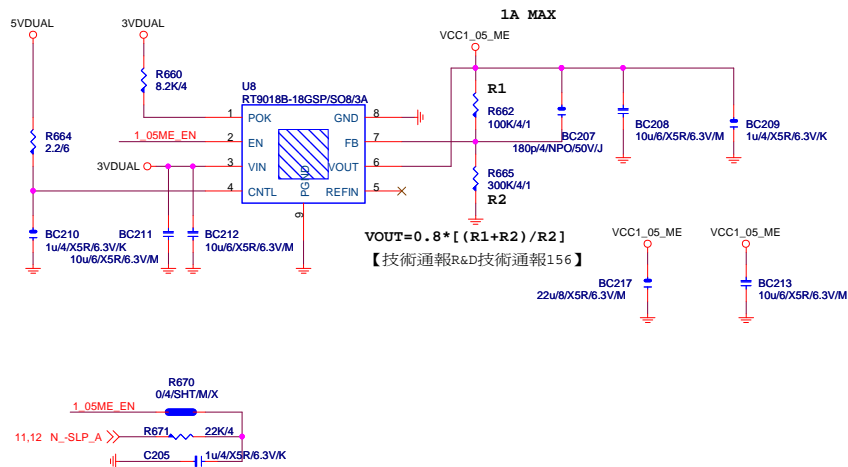 1A MAX
5VDUAL
3VDUAL
VCC1_05_ME
R660
8.2K/4
U8
RT9018B-18GSP/SO8/3A
R1
R662
100K/4/1
BC207
180p/4/NPO/50V/J
BC208
10u/6/X5R/6.3V/M
BC209
1u/4/X5R/6.3V/K
R664
2.2/6
1_05ME_EN
3VDUAL
1 POK
2 EN
3 VIN
4 CNTL
GND 8
FB 7
VOUT 6
REFIN 5
PGND
9
R665
300K/4/1
R2
BC210
1u/4/X5R/6.3V/K
BC211
10u/6/X5R/6.3V/M
BC212
10u/6/X5R/6.3V/M
VOUT=0.8*[(R1+R2)/R2]
【技術通報R&D技術通報156】
VCC1_05_ME
VCC1_05_ME
BC217
22u/8/X5R/6.3V/M
BC213
10u/6/X5R/6.3V/M
R670
0/4/SHT/M/X
1_05ME_EN
11,12 N_-SLP_A
R671 22K/4
C205 1u/4/X5R/6.3V/K